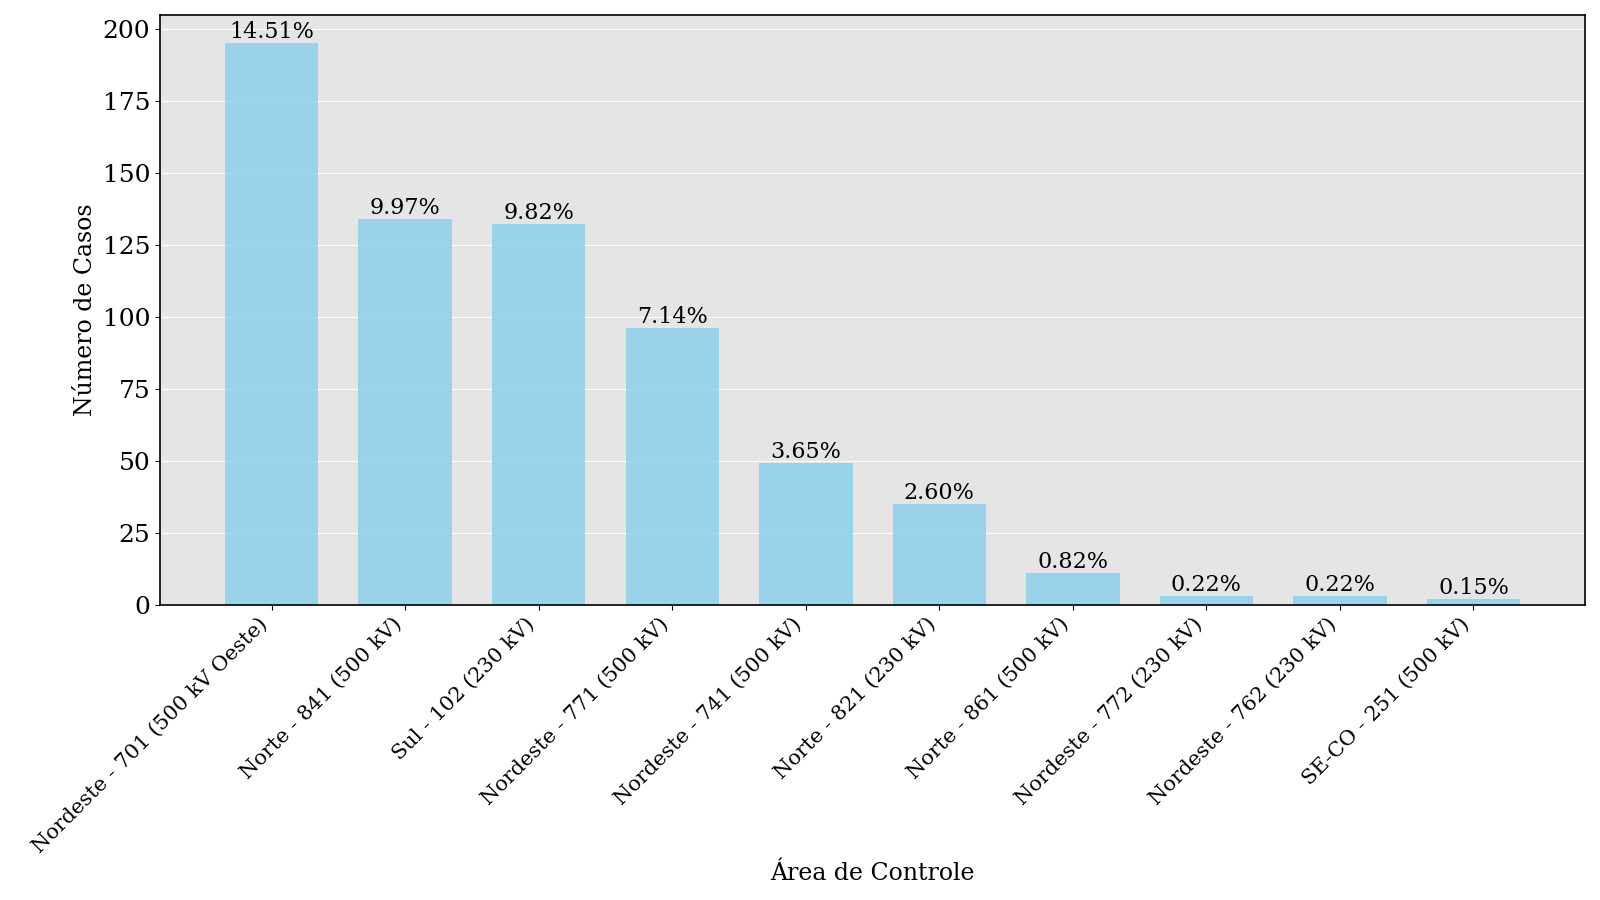 Número de Casos
200
175
150
125
100
75
50
25
0
14.51%
9.97%
9.82%
7.14%
3.65%
2.60%
0.82%
0.22%
0.22%
0.15%
Nordeste - 701 (500 kV Oeste)
Norte - 841 (500 kV)
Sul - 102 (230 kV)
Nordeste - 771 (500 kV)
Nordeste - 741 (500 kV)
Norte - 821 (230 kV)
Norte - 861 (500 kV)
Nordeste - 772 (230 kV)
Nordeste - 762 (230 kV)
SE-CO - 251 (500 kV)
Área de Controle